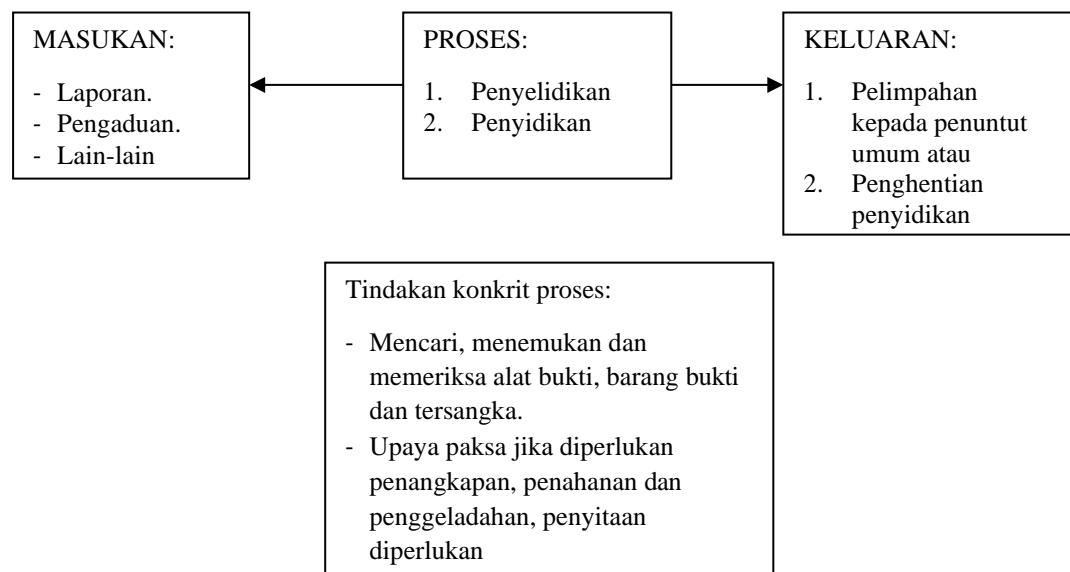 MASUKAN:
- Laporan.
- Pengaduan.
- Lain-lain
PROSES:
1. Penyelidikan
2. Penyidikan
KELUARAN:
1. Pelimpahan
kepada penuntut
umum atau
2. Penghentian
penyidikan
Tindakan konkrit proses:
- Mencari, menemukan dan
memeriksa alat bukti, barang bukti
dan tersangka.
- Upaya paksa jika diperlukan
penangkapan, penahanan dan
penggeladahan, penyitaan
diperlukan